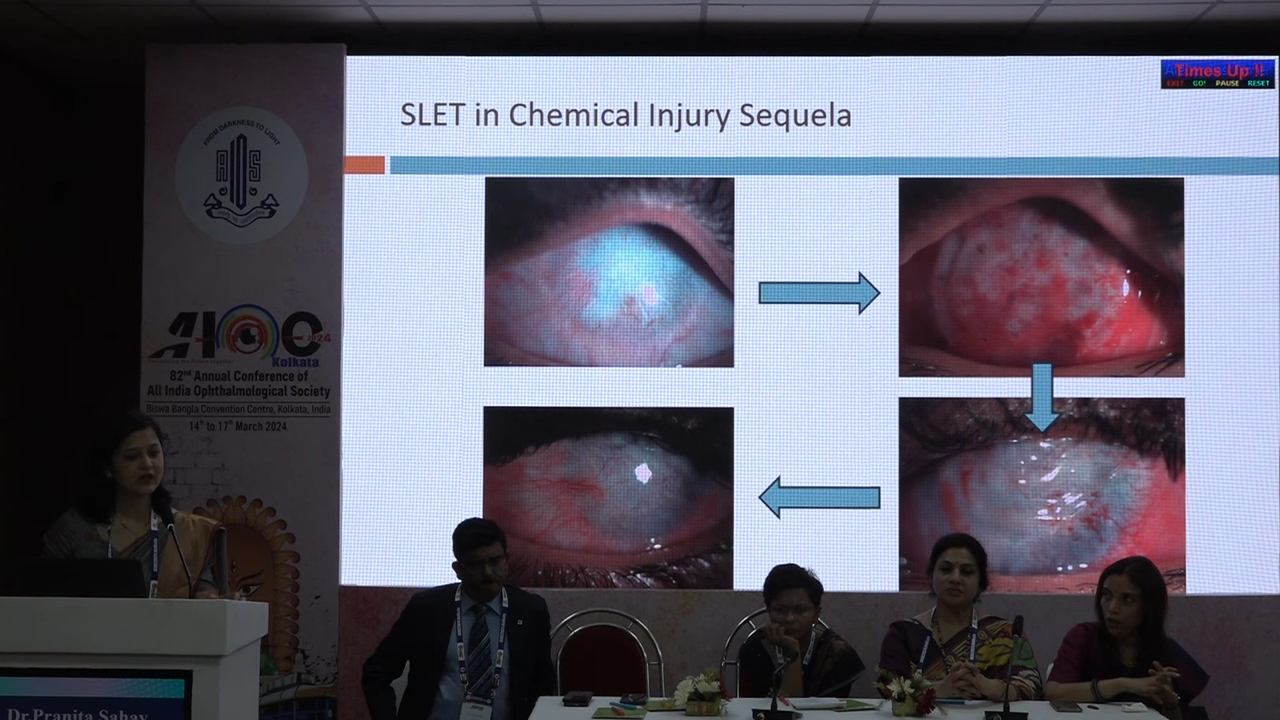 Times Up !!
EXIT GO! PAUSE RESET
SLET in Chemical Injury Sequela
FROM DARKNESS TO LIGHT
AIOS
AIOC
2024
Kolkata
82nd Annual Conference of
All India Ophthalmological Society
Biswa Bangla Convention Centre, Kolkata, India
14th to 17th March 2024
Dr.Pranita Sahay